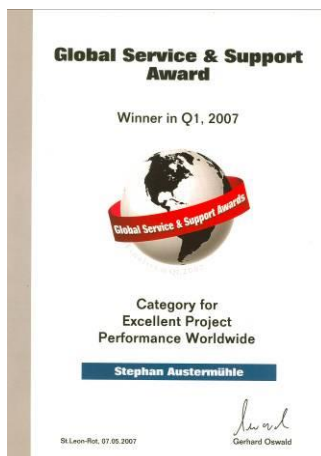 Global Service & Support
Award
Winner in Q1, 2007
Global Service & Support Awards
Category for
Excellent Project
Performance Worldwide
Stephan Austermühle
St.Leon-Rot, 07.05.2007
Gerhard Oswald